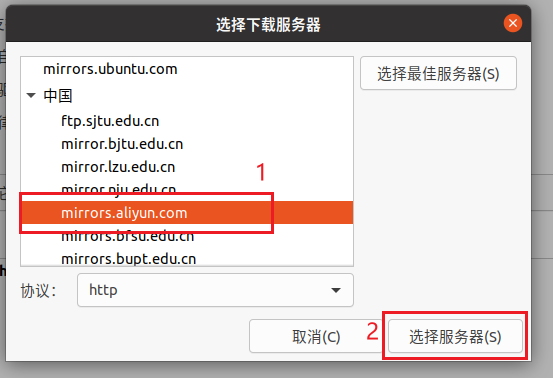 选择下载服务器
mirrors.ubuntu.com
选择最佳服务器(S)
中国
ftp.sjtu.edu.cn
mirror.bjtu.edu.cn
mirror.lzu.edu.cn
mirror.nju.edu.cn
1
mirrors.aliyun.com
mirrors.bfsu.edu.cn
mirrors.bupt.edu.cn
协议：
http
取消(C)
2
选择服务器(S)